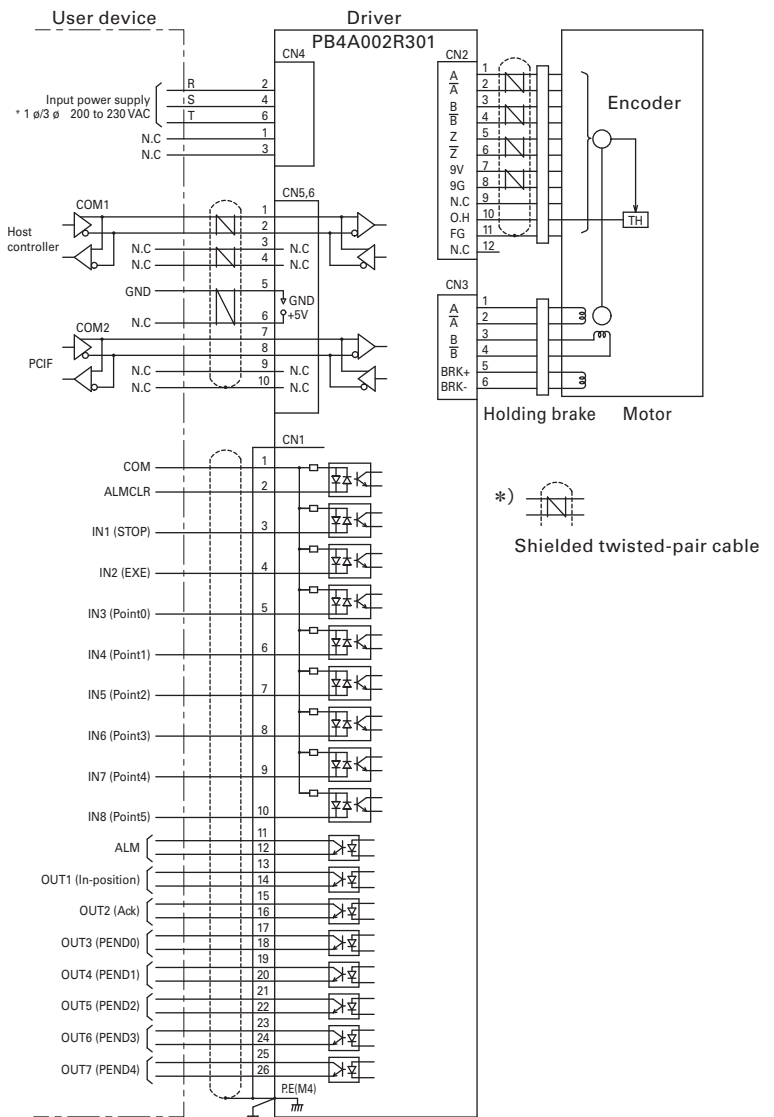 User device
Driver
PB4A002R301
CN4
R 2
Input power supply S 4
* 1 ø/3 ø 200 to 230 VAC T 6
N.C 1
N.C 3
CN5,6
COM1 1
2
Host controller
N.C 3 N.C
N.C 4 N.C
GND 5 GND
N.C 6 +5V
COM2 7
8
PCIF
N.C 9 N.C
N.C 10 N.C
CN2
A 1
A̅ 2
B 3
B̅ 4
Z 5
Z̅ 6
9V 7
9G 8
N.C 9
O.H 10
FG 11
N.C 12
Encoder
TH
CN3
A 1
A̅ 2
B 3
B̅ 4
BRK+ 5
BRK- 6
Holding brake
Motor
*)
Shielded twisted-pair cable
CN1
COM 1
ALMCLR 2
IN1 (STOP) 3
IN2 (EXE) 4
IN3 (Point0) 5
IN4 (Point1) 6
IN5 (Point2) 7
IN6 (Point3) 8
IN7 (Point4) 9
IN8 (Point5) 10
11
ALM 12
13
OUT1 (In-position) 14
15
OUT2 (Ack) 16
17
OUT3 (PEND0) 18
19
OUT4 (PEND1) 20
21
OUT5 (PEND2) 22
23
OUT6 (PEND3) 24
25
OUT7 (PEND4) 26
P.E(M4)